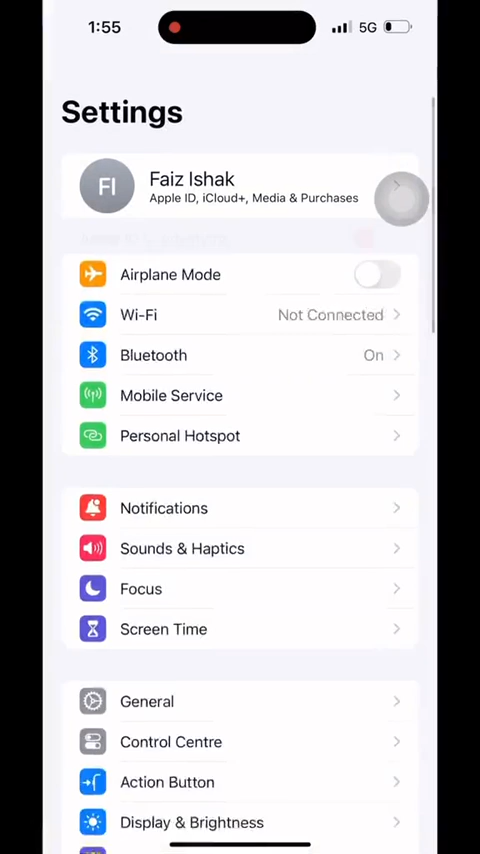 1:55 5G
Settings
FI
Faiz Ishak
Apple ID, iCloud+, Media & Purchases
Airplane Mode
Wi-Fi Not Connected
Bluetooth On
Mobile Service
Personal Hotspot
Notifications
Sounds & Haptics
Focus
Screen Time
General
Control Centre
Action Button
Display & Brightness